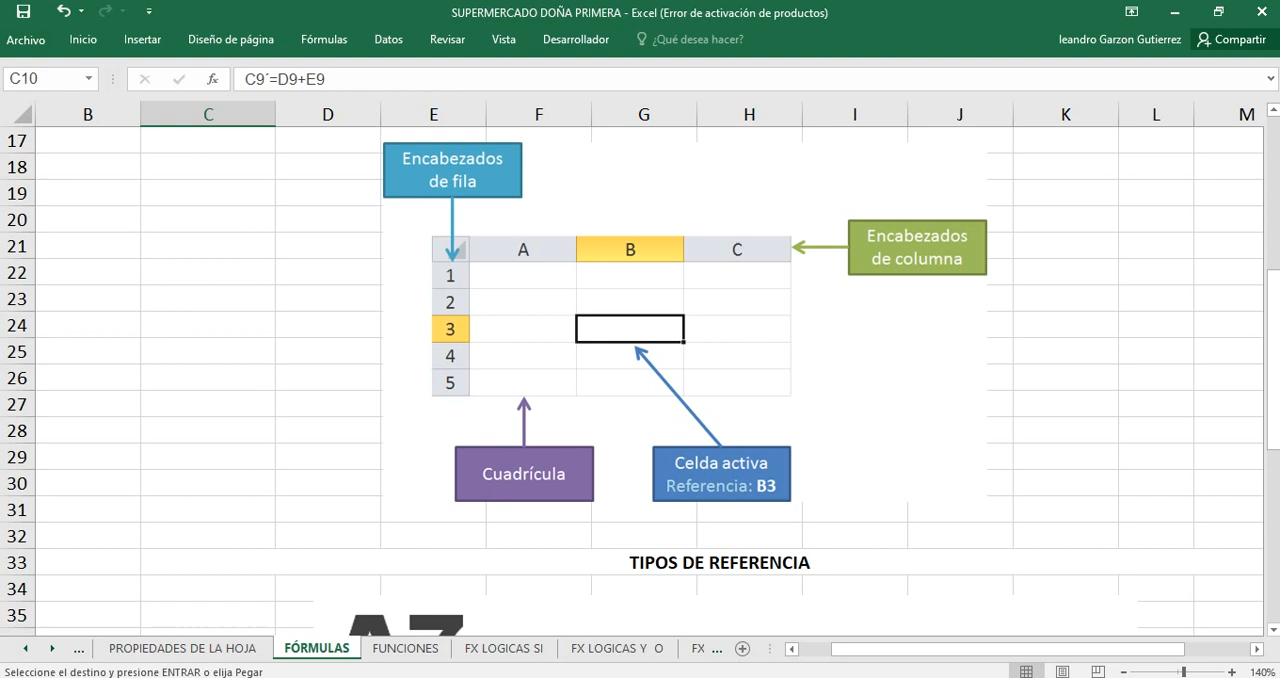 SUPERMERCADO DOÑA PRIMERA - Excel (Error de activación de productos)
Archivo Inicio Insertar Diseño de página Fórmulas Datos Revisar Vista Desarrollador ¿Qué desea hacer? leandro Garzon Gutierrez Compartir
C10 fx C9´=D9+E9
B C D E F G H I J K L M
17
18
19
20
21
22
23
24
25
26
27
28
29
30
31
32
33
34
35
Encabezados
de fila
Encabezados
de columna
A B C
1
2
3
4
5
Cuadrícula
Celda activa
Referencia: B3
TIPOS DE REFERENCIA
... PROPIEDADES DE LA HOJA FÓRMULAS FUNCIONES FX LOGICAS SI FX LOGICAS Y O FX ...
Seleccione el destino y presione ENTRAR o elija Pegar 140%